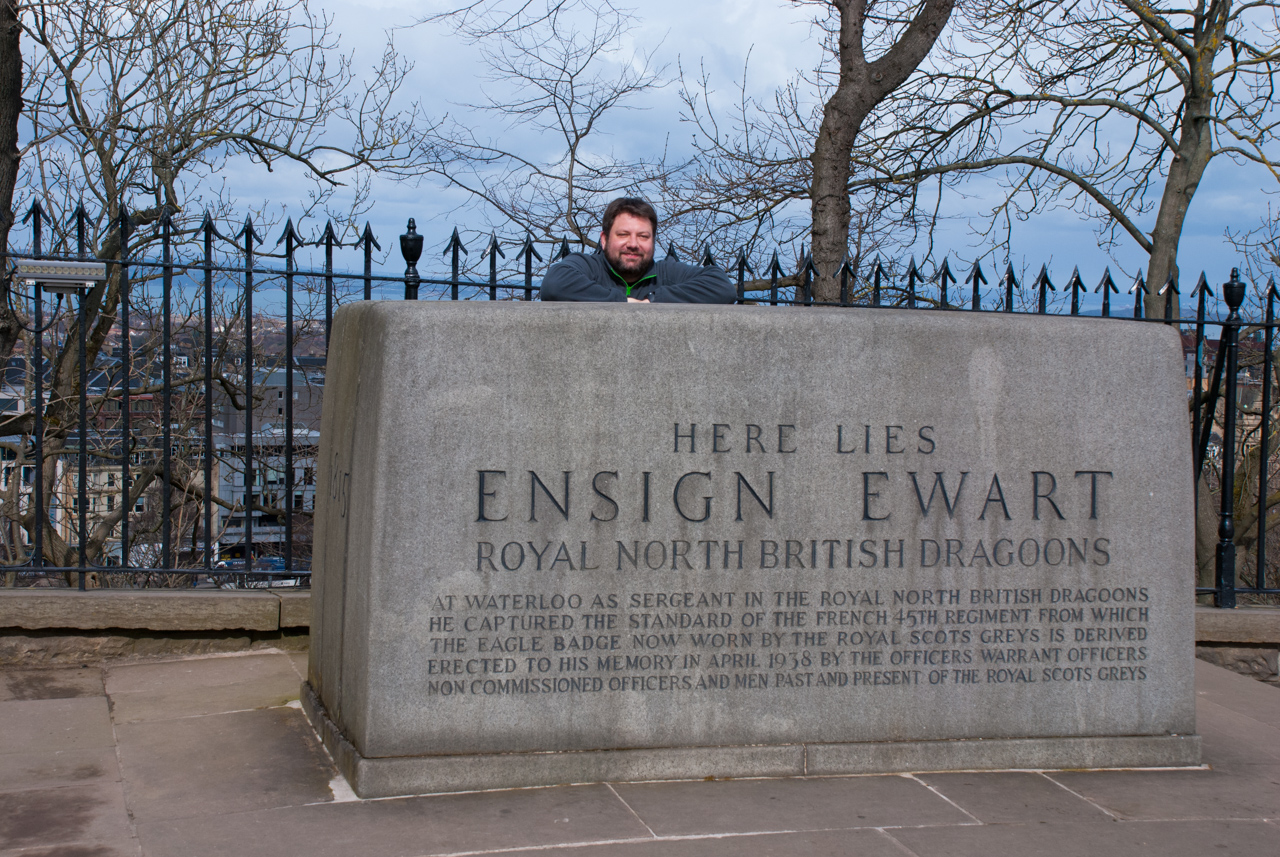 HERE LIES
ENSIGN EWART
ROYAL NORTH BRITISH DRAGOONS
AT WATERLOO AS SERGEANT IN THE ROYAL NORTH BRITISH DRAGOONS
HE CAPTURED THE STANDARD OF THE FRENCH 45TH REGIMENT FROM WHICH
THE EAGLE BADGE NOW WORN BY THE ROYAL SCOTS GREYS IS DERIVED
ERECTED TO HIS MEMORY IN APRIL 1938 BY THE OFFICERS WARRANT OFFICERS
NON COMMISSIONED OFFICERS AND MEN PAST AND PRESENT OF THE ROYAL SCOTS GREYS